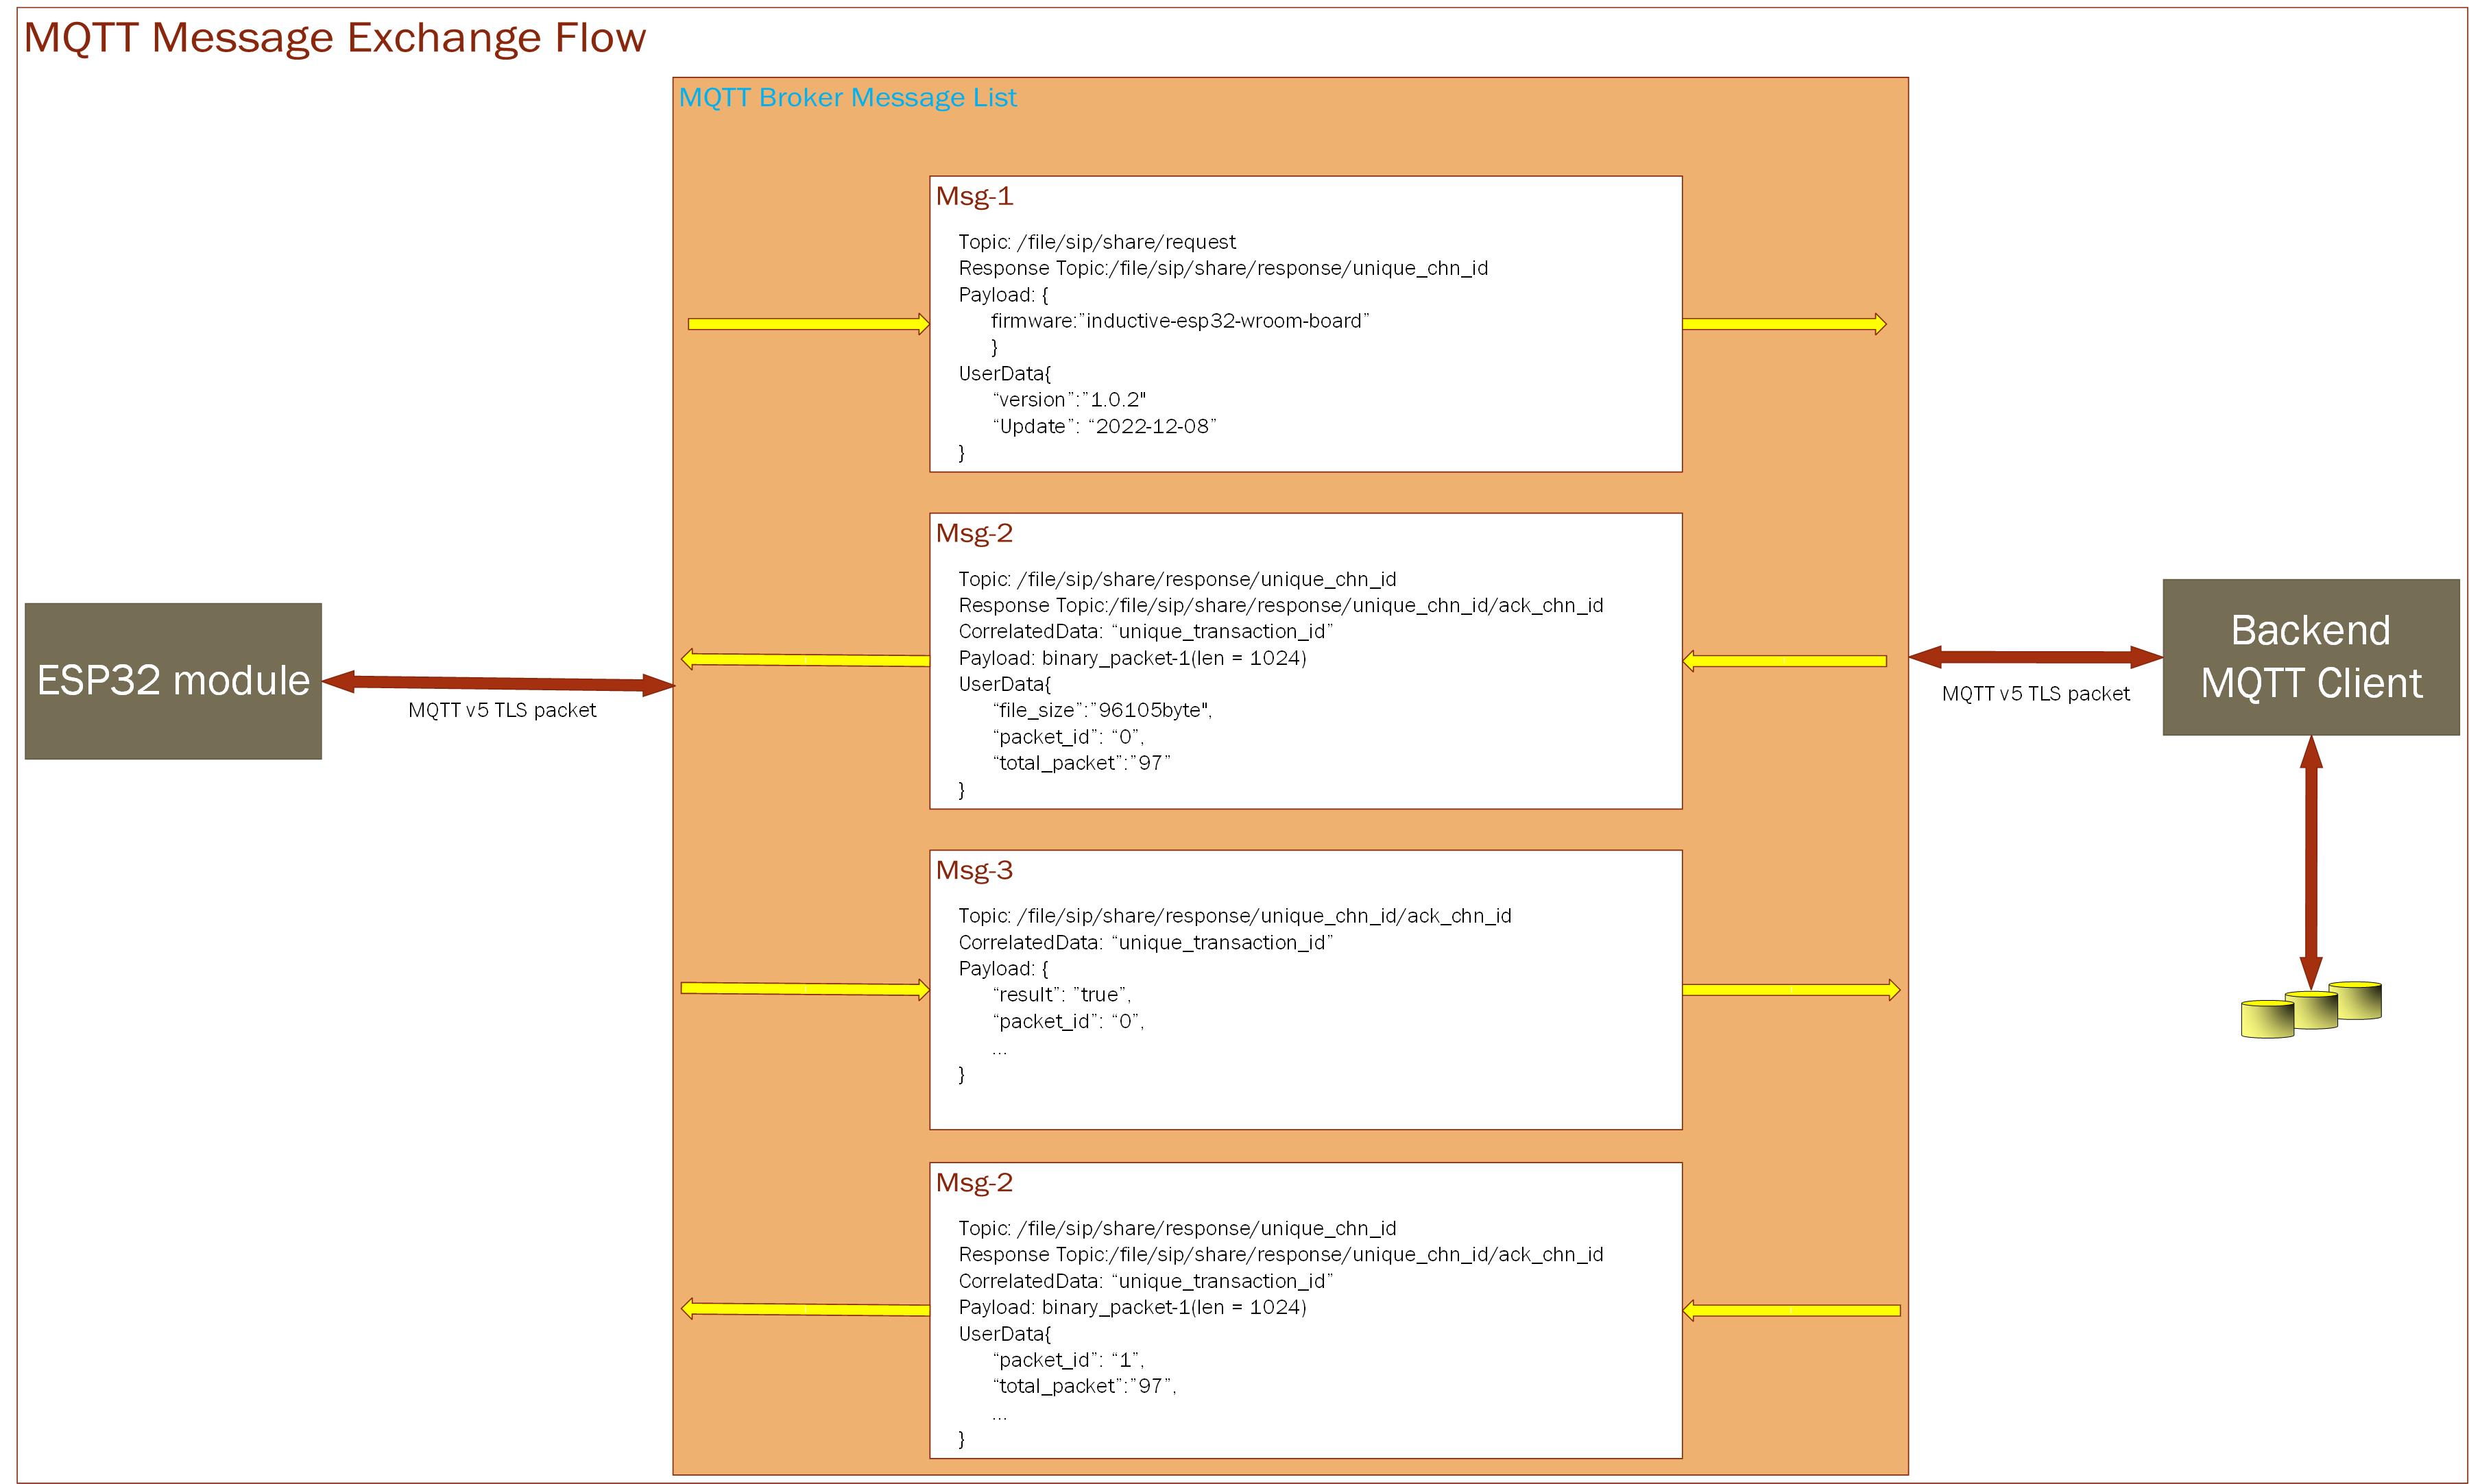 MQTT Message Exchange Flow
MQTT Broker Message List
Msg-1
Topic: /file/sip/share/request
Response Topic:/file/sip/share/response/unique_chn_id
Payload: {
firmware:”inductive-esp32-wroom-board”
}
UserData{
“version”:”1.0.2"
“Update”: “2022-12-08”
}
Msg-2
Topic: /file/sip/share/response/unique_chn_id
Response Topic:/file/sip/share/response/unique_chn_id/ack_chn_id
CorrelatedData: “unique_transaction_id”
Payload: binary_packet-1(len = 1024)
UserData{
“file_size”:”96105byte",
“packet_id”: “0”,
“total_packet”:”97”
}
ESP32 module
MQTT v5 TLS packet
Backend
MQTT Client
MQTT v5 TLS packet
Msg-3
Topic: /file/sip/share/response/unique_chn_id/ack_chn_id
CorrelatedData: “unique_transaction_id”
Payload: {
“result”: ”true”,
“packet_id”: “0”,
...
}
Msg-2
Topic: /file/sip/share/response/unique_chn_id
Response Topic:/file/sip/share/response/unique_chn_id/ack_chn_id
CorrelatedData: “unique_transaction_id”
Payload: binary_packet-1(len = 1024)
UserData{
“packet_id”: “1”,
“total_packet”:”97”,
...
}